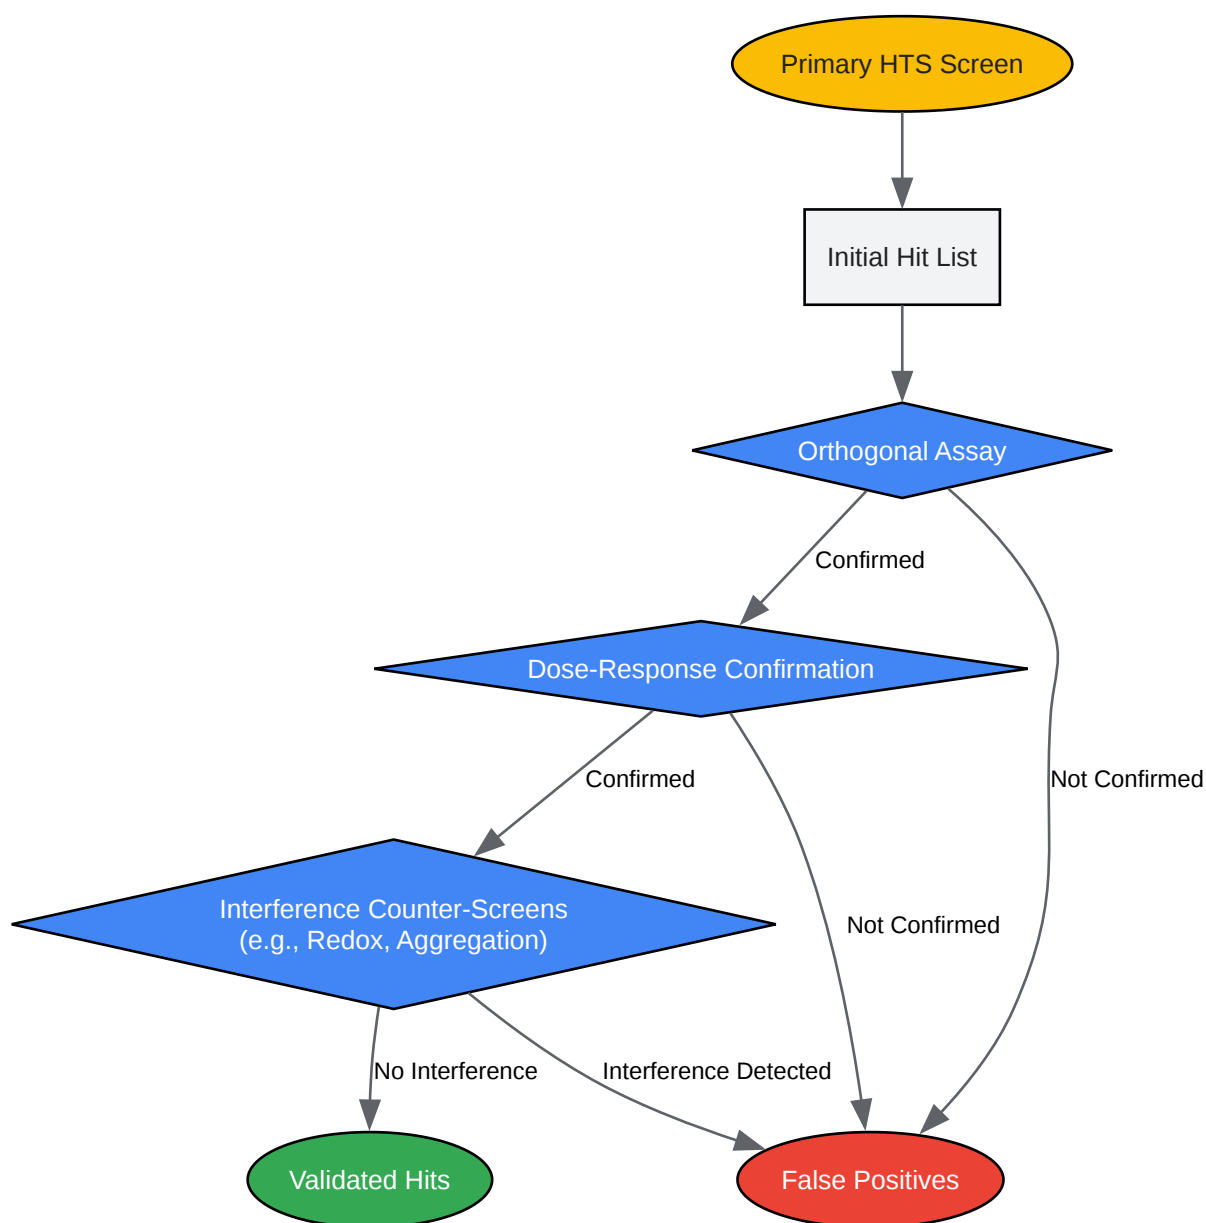 Primary HTS Screen
Initial Hit List
Orthogonal Assay
Confirmed
Dose-Response Confirmation
Confirmed
Not Confirmed
Interference Counter-Screens
(e.g., Redox, Aggregation)
Not Confirmed
No Interference
Interference Detected
Validated Hits
False Positives